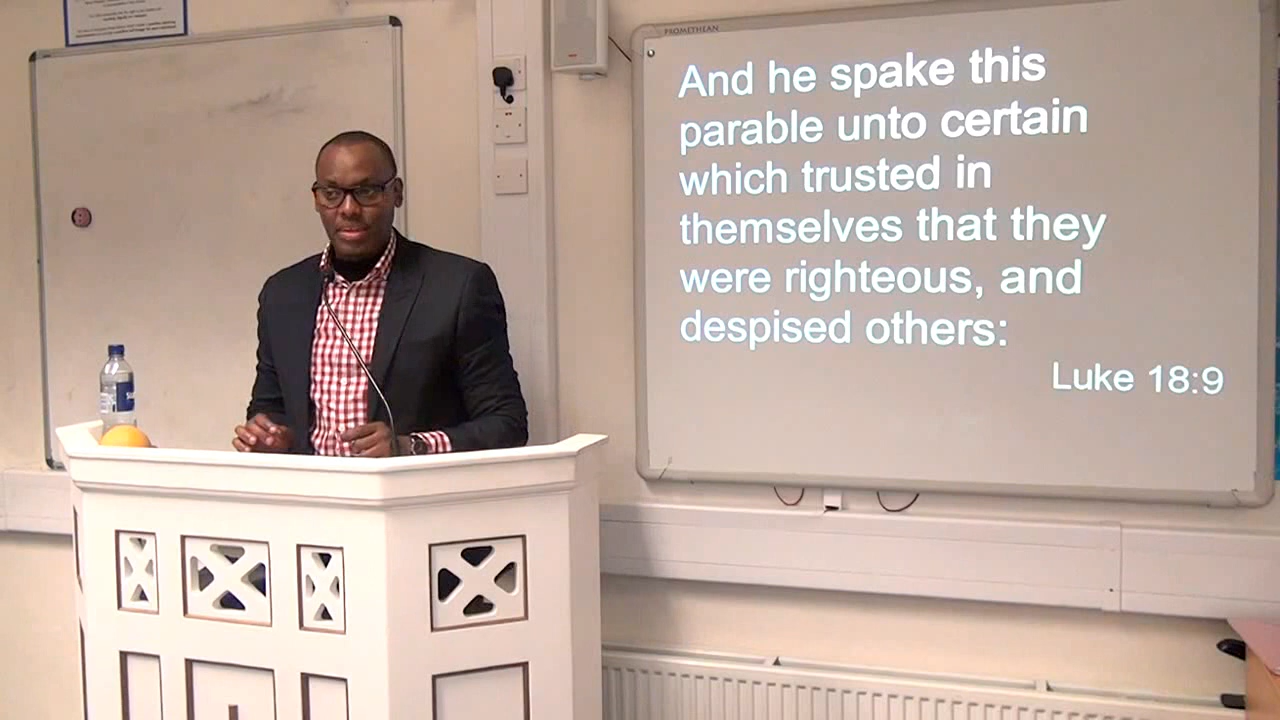 PROMETHEAN
And he spake this
parable unto certain
which trusted in
themselves that they
were righteous, and
despised others:
Luke 18:9